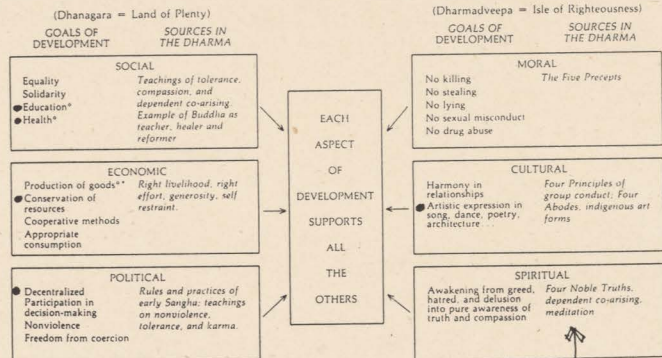 (Dhanagara = Land of Plenty)
GOALS OF DEVELOPMENT
SOURCES IN THE DHARMA
SOCIAL
Equality
Solidarity
Education*
Health*
Teachings of tolerance,
compassion, and
dependent co-arising.
Example of Buddha as
teacher, healer and
reformer
ECONOMIC
Production of goods**
Conservation of
resources
Cooperative methods
Appropriate
consumption
Right livelihood, right
effort, generosity, self
restraint.
POLITICAL
Decentralized
Participation in
decision-making
Nonviolence
Freedom from coercion
Rules and practices of
early Sangha; teachings
on nonviolence,
tolerance, and karma.
EACH
ASPECT
OF
DEVELOPMENT
SUPPORTS
ALL
THE
OTHERS
(Dharmadveepa = Isle of Righteousness)
GOALS OF DEVELOPMENT
SOURCES IN THE DHARMA
MORAL
No killing
No stealing
No lying
No sexual misconduct
No drug abuse
The Five Precepts
CULTURAL
Harmony in
relationships
Artistic expression in
song, dance, poetry,
architecture...
Four Principles of
group conduct; Four
Abodes, indigenous art
forms
SPIRITUAL
Awakening from greed,
hatred, and delusion
into pure awareness of
truth and compassion
Four Noble Truths,
dependent co-arising,
meditation